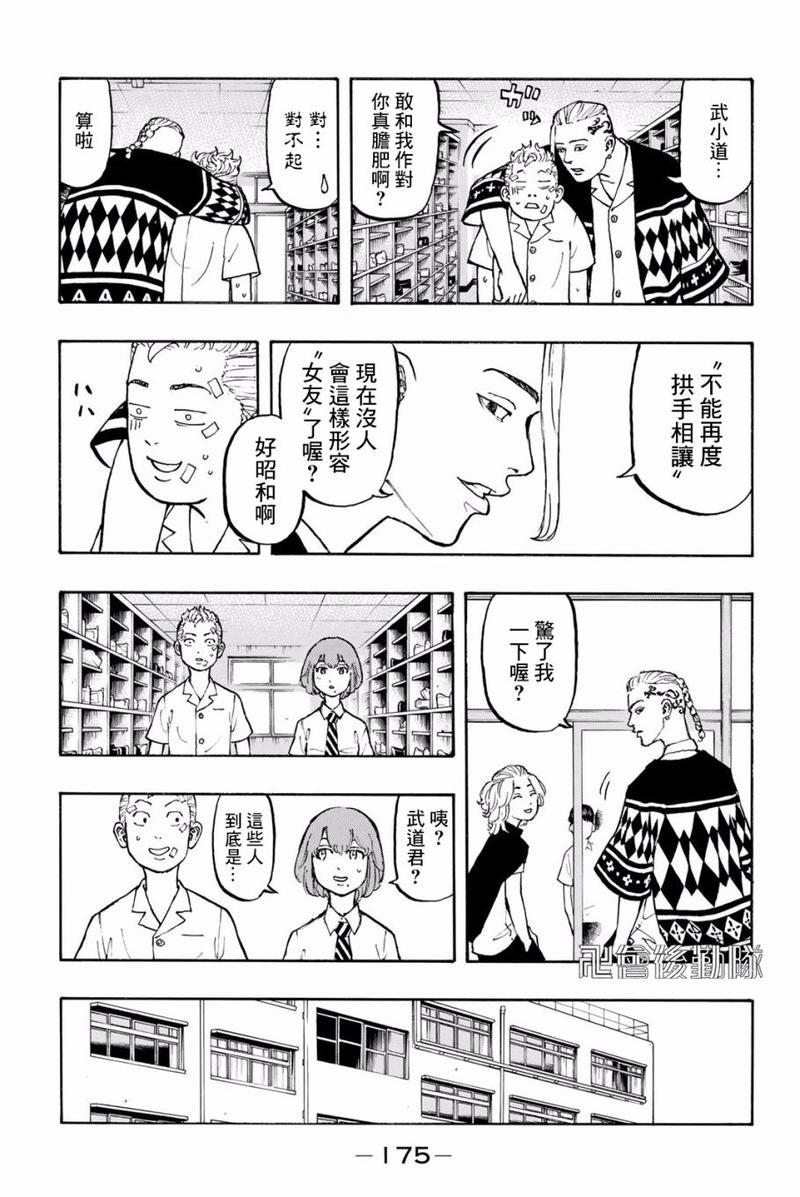 武小道…
敢和我作對
你真膽肥啊?
ガッ
對…
對不起
算啦
“不能再度
拱手相讓”
現在沒人
會這樣形容
“女友”了喔?
好昭和啊
驚了我
一下喔?
咦?
武道君?
這些人
到底是…
卍會後勤隊
—175—